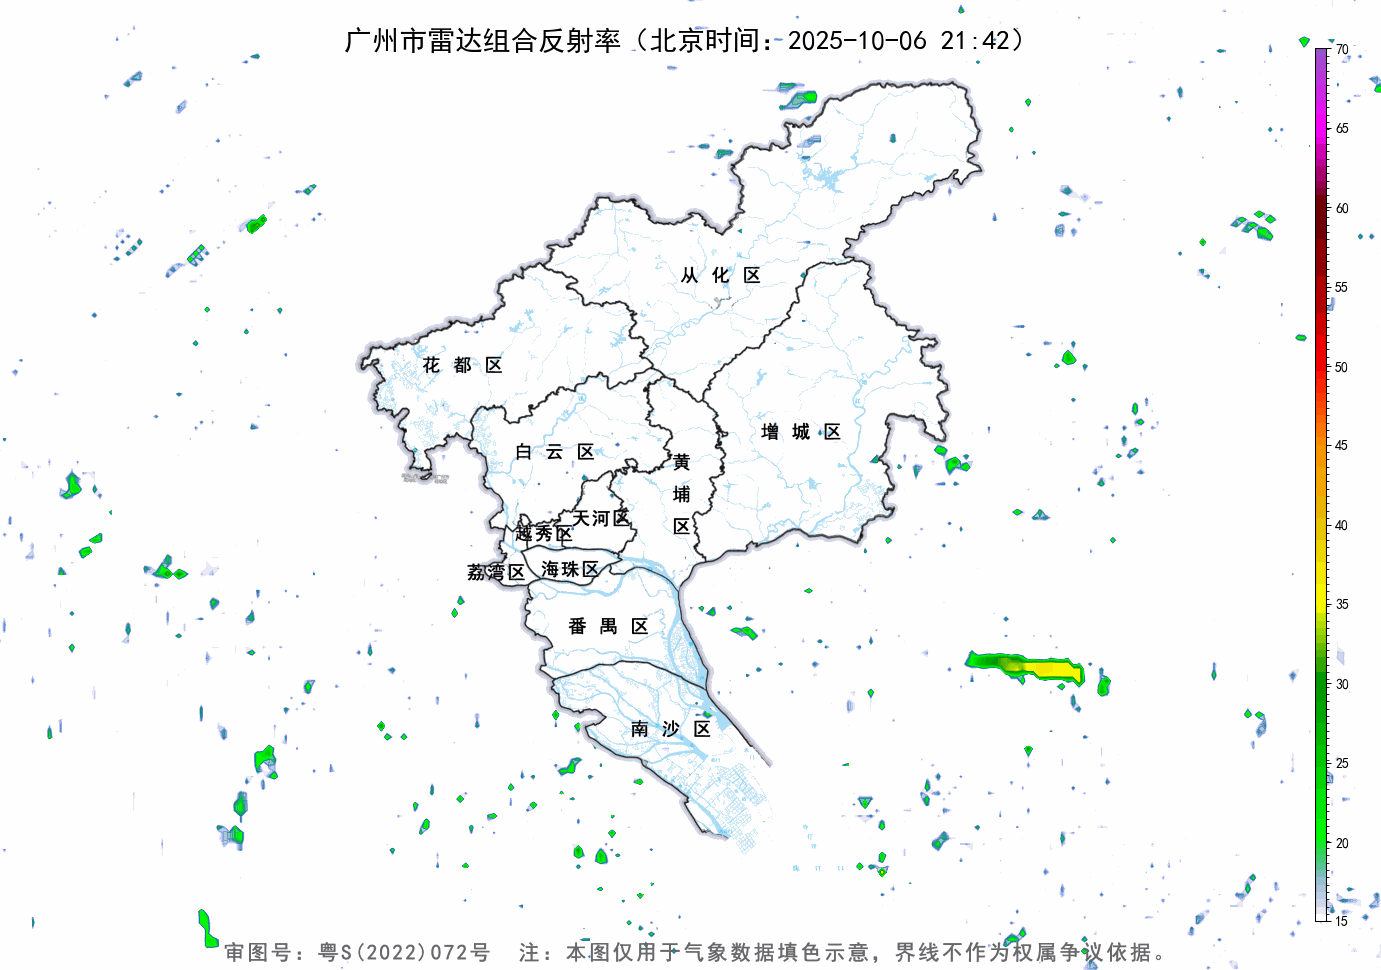 广州市雷达组合反射率（北京时间：2025-10-06 21:42）
70
65
60
55
50
45
40
35
30
25
20
15
从 化 区
花 都 区
增 城 区
白 云 区
黄
埔
区
天河区
越秀区
荔湾区
海珠区
番 禺 区
南 沙 区
审图号：粤S(2022)072号 注：本图仅用于气象数据填色示意，界线不作为权属争议依据。